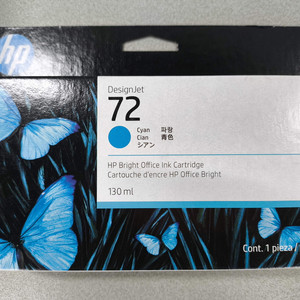 hp
DesignJet
72
Cyan 파랑
Cian 青色
シアン
HP Bright Office Ink Cartridge
Cartouche d'encre HP Office Bright
130 ml
Cont. 1 pieza /